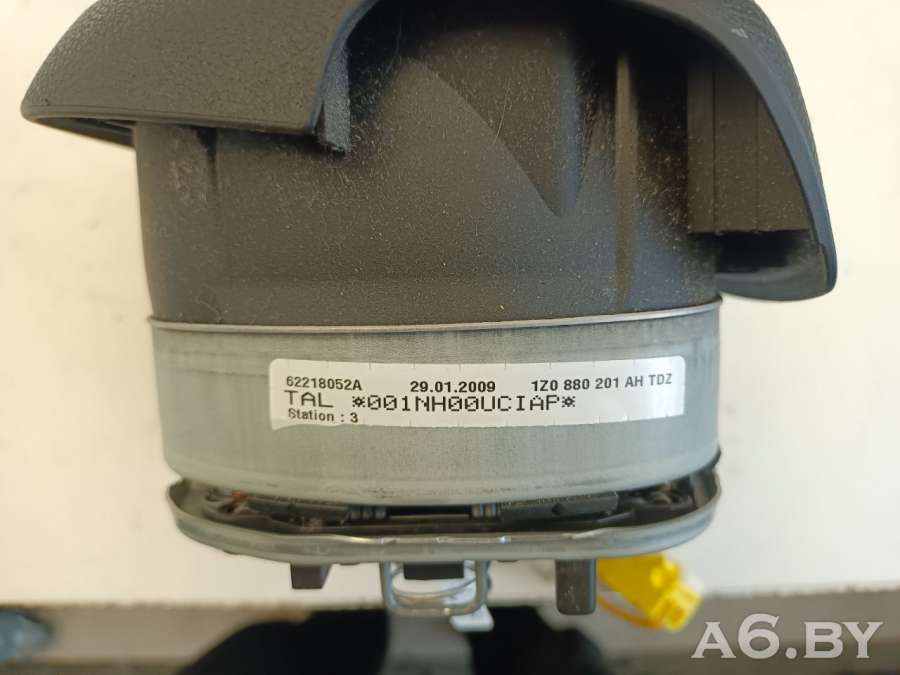 62218052A 29.01.2009 1Z0 880 201 AH TDZ
TAL *001NH00UCIAP*
Station : 3
A6.BY